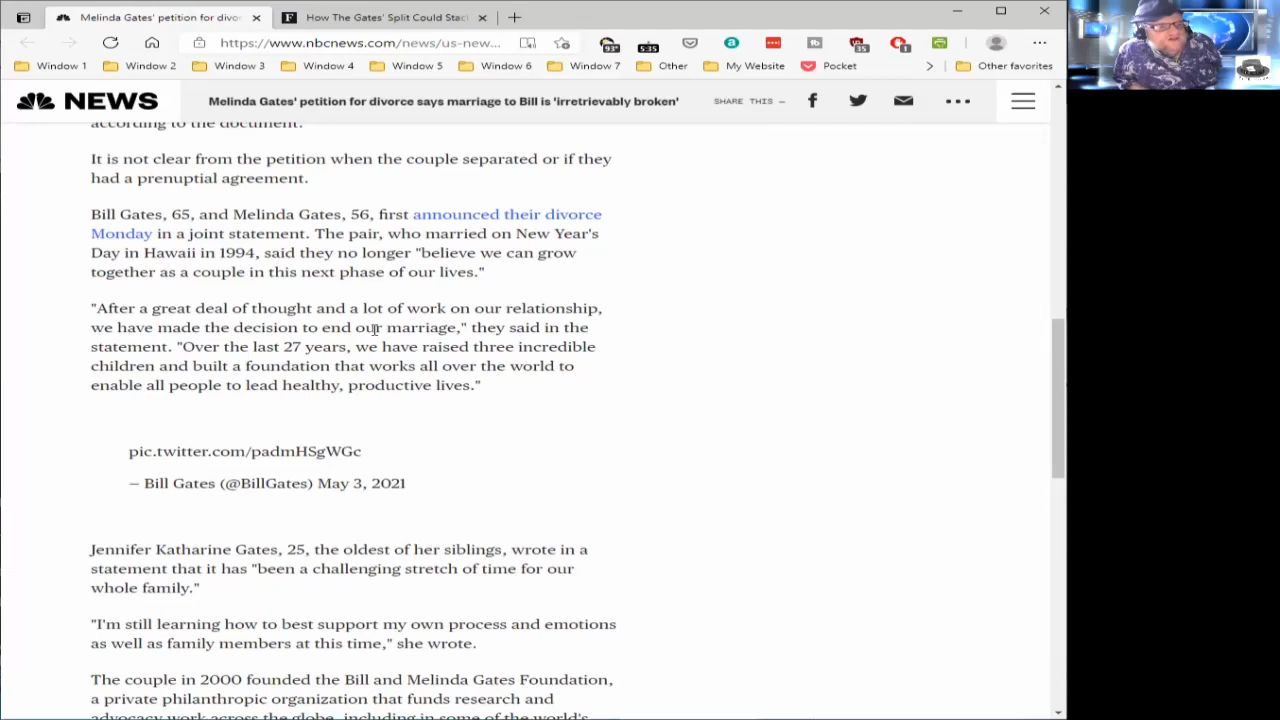 Melinda Gates' petition for divor
How The Gates' Split Could Stac
https://www.nbcnews.com/news/us-new...
93°
5:35
35
1
Window 1
Window 2
Window 3
Window 4
Window 5
Window 6
Window 7
Other
My Website
Pocket
Other favorites
NEWS
Melinda Gates' petition for divorce says marriage to Bill is 'irretrievably broken'
SHARE THIS —
according to the document.
It is not clear from the petition when the couple separated or if they
had a prenuptial agreement.
Bill Gates, 65, and Melinda Gates, 56, first announced their divorce
Monday in a joint statement. The pair, who married on New Year's
Day in Hawaii in 1994, said they no longer "believe we can grow
together as a couple in this next phase of our lives."
"After a great deal of thought and a lot of work on our relationship,
we have made the decision to end our marriage," they said in the
statement. "Over the last 27 years, we have raised three incredible
children and built a foundation that works all over the world to
enable all people to lead healthy, productive lives."
pic.twitter.com/padmHSgWGc
— Bill Gates (@BillGates) May 3, 2021
Jennifer Katharine Gates, 25, the oldest of her siblings, wrote in a
statement that it has "been a challenging stretch of time for our
whole family."
"I'm still learning how to best support my own process and emotions
as well as family members at this time," she wrote.
The couple in 2000 founded the Bill and Melinda Gates Foundation,
a private philanthropic organization that funds research and
advocacy work across the globe, including in some of the world's